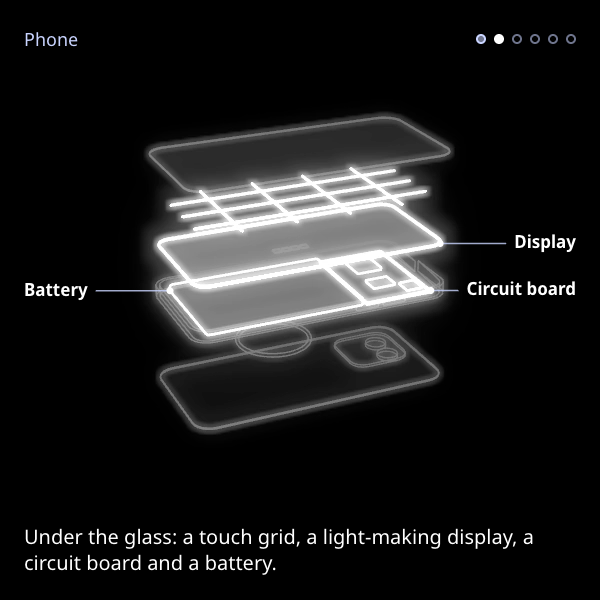 Phone
Display
Battery
Circuit board
Under the glass: a touch grid, a light-making display, a
circuit board and a battery.